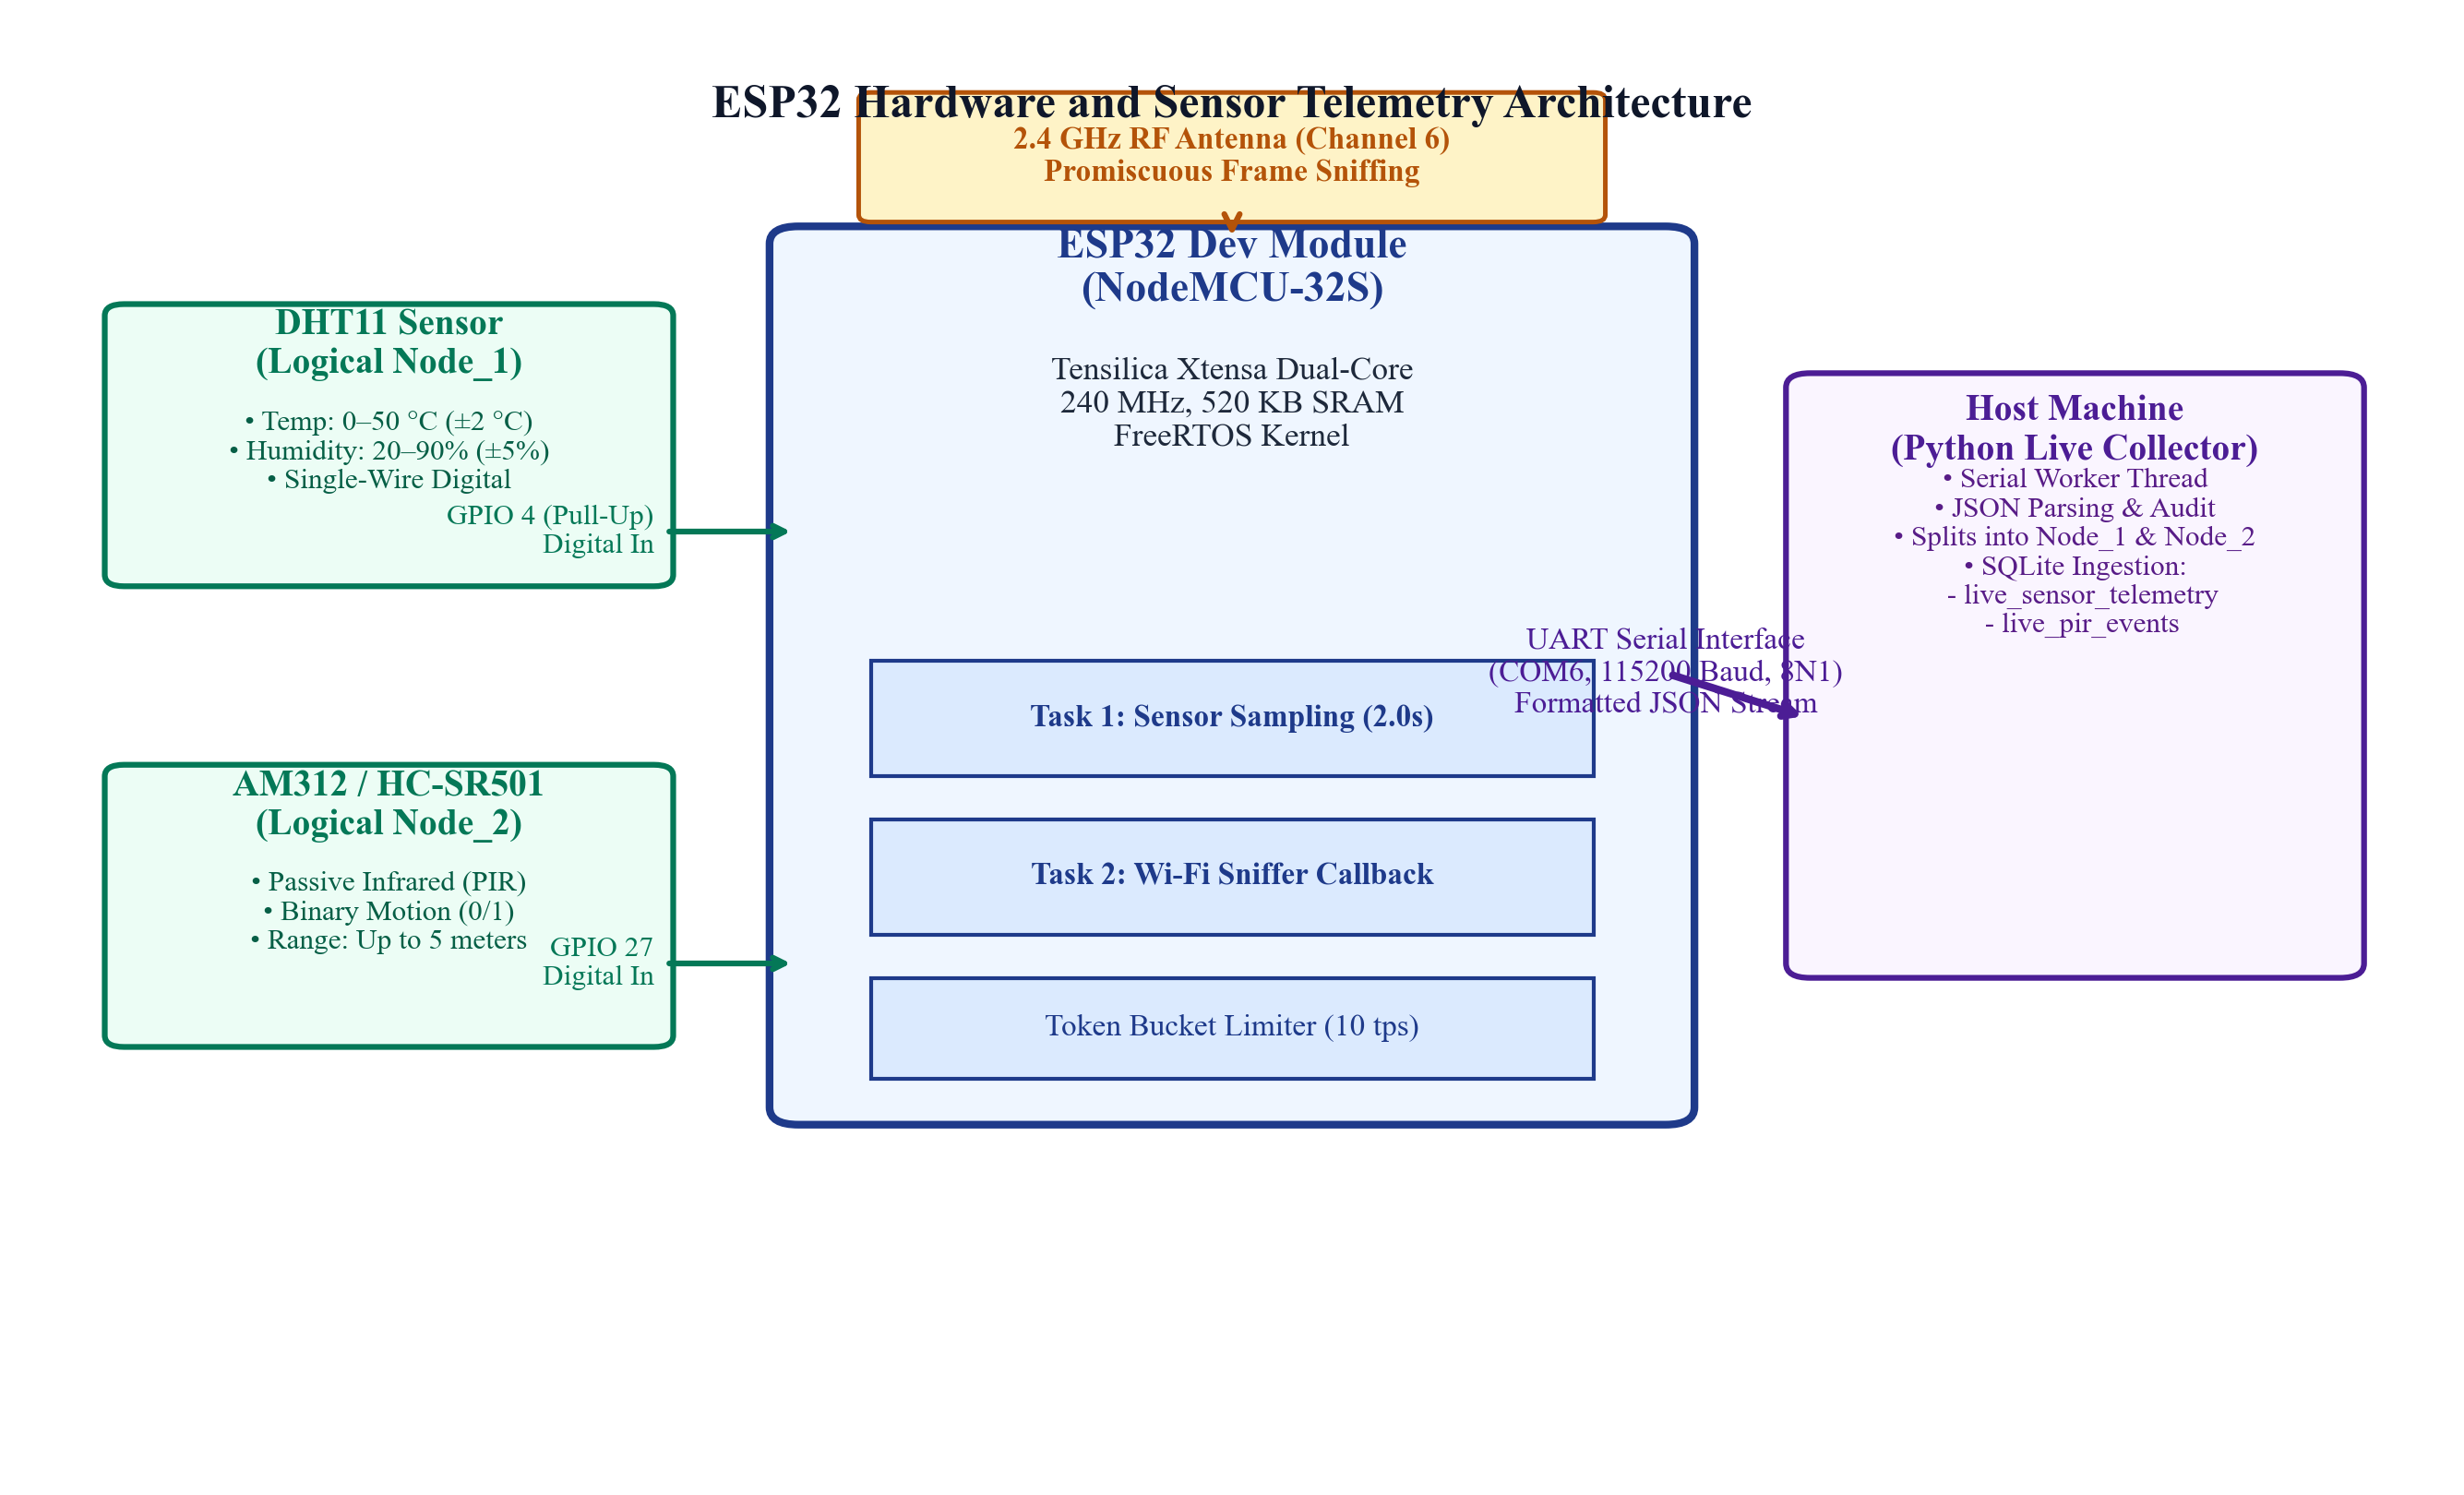 ESP32 Hardware and Sensor Telemetry Architecture
2.4 GHz RF Antenna (Channel 6)
Promiscuous Frame Sniffing
DHT11 Sensor
(Logical Node_1)
• Temp: 0–50 °C (±2 °C)
• Humidity: 20–90% (±5%)
• Single-Wire Digital
GPIO 4 (Pull-Up)
Digital In
AM312 / HC-SR501
(Logical Node_2)
• Passive Infrared (PIR)
• Binary Motion (0/1)
• Range: Up to 5 meters
GPIO 27
Digital In
ESP32 Dev Module
(NodeMCU-32S)
Tensilica Xtensa Dual-Core
240 MHz, 520 KB SRAM
FreeRTOS Kernel
Task 1: Sensor Sampling (2.0s)
Task 2: Wi-Fi Sniffer Callback
Token Bucket Limiter (10 tps)
UART Serial Interface
(COM6, 115200 Baud, 8N1)
Formatted JSON Stream
Host Machine
(Python Live Collector)
• Serial Worker Thread
• JSON Parsing & Audit
• Splits into Node_1 & Node_2
• SQLite Ingestion:
- live_sensor_telemetry
- live_pir_events